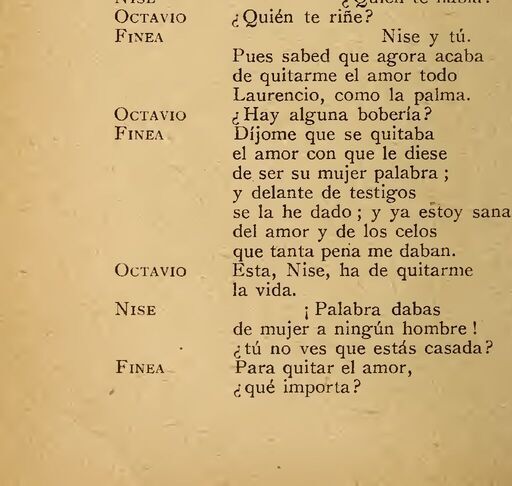 NISE ¿Quién te habla?
OCTAVIO ¿Quién te riñe?
FINEA Nise y tú.
Pues sabed que agora acaba
de quitarme el amor todo
Laurencio, como la palma.
OCTAVIO ¿Hay alguna bobería?
FINEA Díjome que se quitaba
el amor con que le diese
de ser su mujer palabra;
y delante de testigos
se la he dado; y ya estoy sana
del amor y de los celos
que tanta pena me daban.
OCTAVIO Esta, Nise, ha de quitarme
la vida.
NISE ¡Palabra dabas
de mujer a ningún hombre!
¿tú no ves que estás casada?
FINEA Para quitar el amor,
¿qué importa?